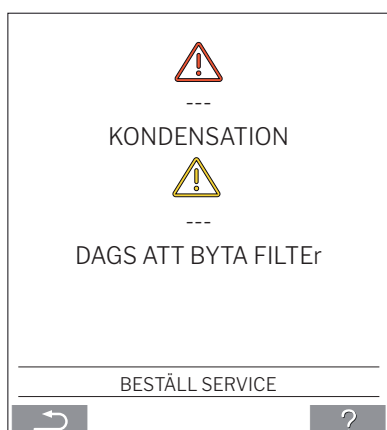 ---
KONDENSATION
---
DAGS ATT BYTA FILTEr
BESTÄLL SERVICE
?